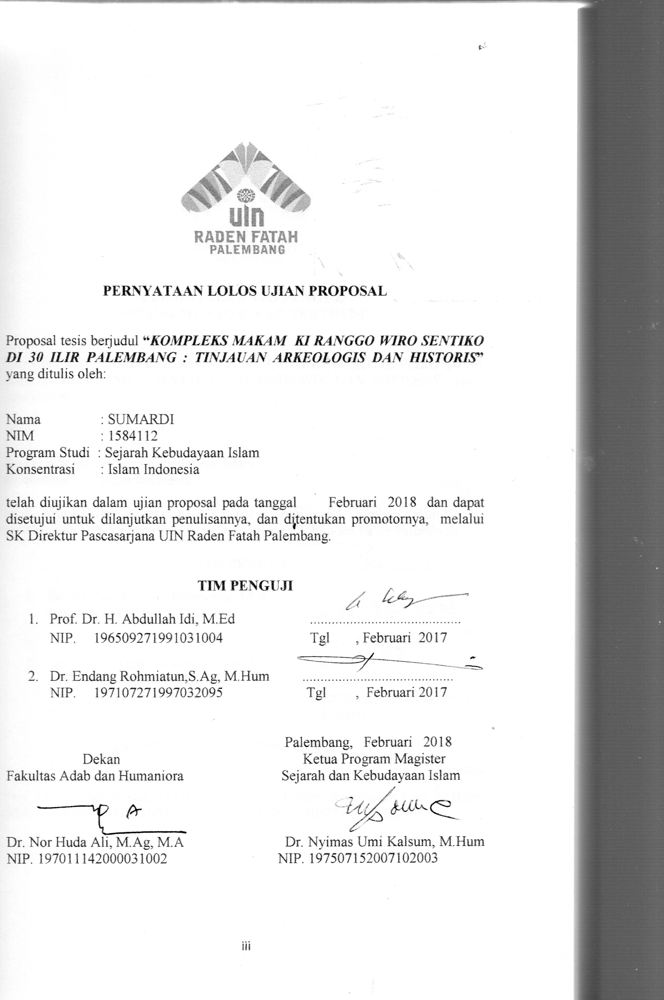 uin
RADEN FATAH
PALEMBANG
PERNYATAAN LOLOS UJIAN PROPOSAL
Proposal tesis berjudul “KOMPLEKS MAKAM KI RANGGO WIRO SENTIKO
DI 30 ILIR PALEMBANG : TINJAUAN ARKEOLOGIS DAN HISTORIS”
yang ditulis oleh:
Nama : SUMARDI
NIM : 1584112
Program Studi : Sejarah Kebudayaan Islam
Konsentrasi : Islam Indonesia
telah diujikan dalam ujian proposal pada tanggal Februari 2018 dan dapat
disetujui untuk dilanjutkan penulisannya, dan ditentukan promotornya, melalui
SK Direktur Pascasarjana UIN Raden Fatah Palembang.
TIM PENGUJI
1. Prof. Dr. H. Abdullah Idi, M.Ed ........................................
NIP. 196509271991031004 Tgl , Februari 2017
2. Dr. Endang Rohmiatun,S.Ag, M.Hum ........................................
NIP. 197107271997032095 Tgl , Februari 2017
Palembang, Februari 2018
Dekan Ketua Program Magister
Fakultas Adab dan Humaniora Sejarah dan Kebudayaan Islam
Dr. Nor Huda Ali, M.Ag, M.A Dr. Nyimas Umi Kalsum, M.Hum
NIP. 197011142000031002 NIP. 197507152007102003
iii